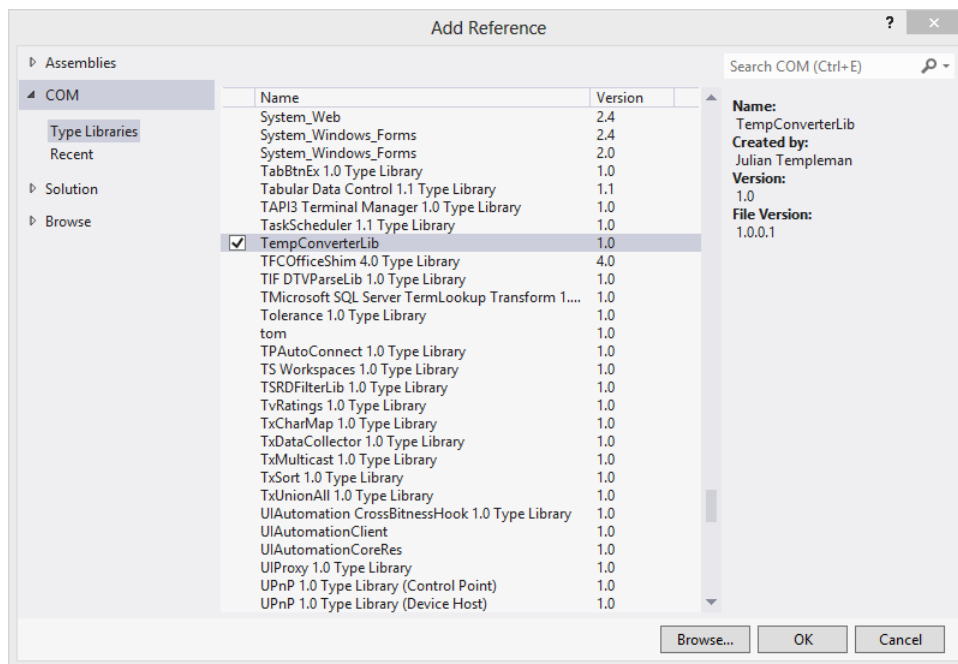 Add Reference
?
Assemblies
COM
Type Libraries
Recent
Solution
Browse
Name Version
System_Web 2.4
System_Windows_Forms 2.4
System_Windows_Forms 2.0
TabBtnEx 1.0 Type Library 1.0
Tabular Data Control 1.1 Type Library 1.1
TAPI3 Terminal Manager 1.0 Type Library 1.0
TaskScheduler 1.1 Type Library 1.0
TempConverterLib 1.0
TFCOfficeShim 4.0 Type Library 4.0
TIF DTVParseLib 1.0 Type Library 1.0
TMicrosoft SQL Server TermLookup Transform 1.... 1.0
Tolerance 1.0 Type Library 1.0
tom 1.0
TPAutoConnect 1.0 Type Library 1.0
TS Workspaces 1.0 Type Library 1.0
TSRDFilterLib 1.0 Type Library 1.0
TvRatings 1.0 Type Library 1.0
TxCharMap 1.0 Type Library 1.0
TxDataCollector 1.0 Type Library 1.0
TxMulticast 1.0 Type Library 1.0
TxSort 1.0 Type Library 1.0
TxUnionAll 1.0 Type Library 1.0
UIAutomation CrossBitnessHook 1.0 Type Library 1.0
UIAutomationClient 1.0
UIAutomationCoreRes 1.0
UIProxy 1.0 Type Library 1.0
UPnP 1.0 Type Library (Control Point) 1.0
UPnP 1.0 Type Library (Device Host) 1.0
Search COM (Ctrl+E)
Name:
TempConverterLib
Created by:
Julian Templeman
Version:
1.0
File Version:
1.0.0.1
Browse... OK Cancel